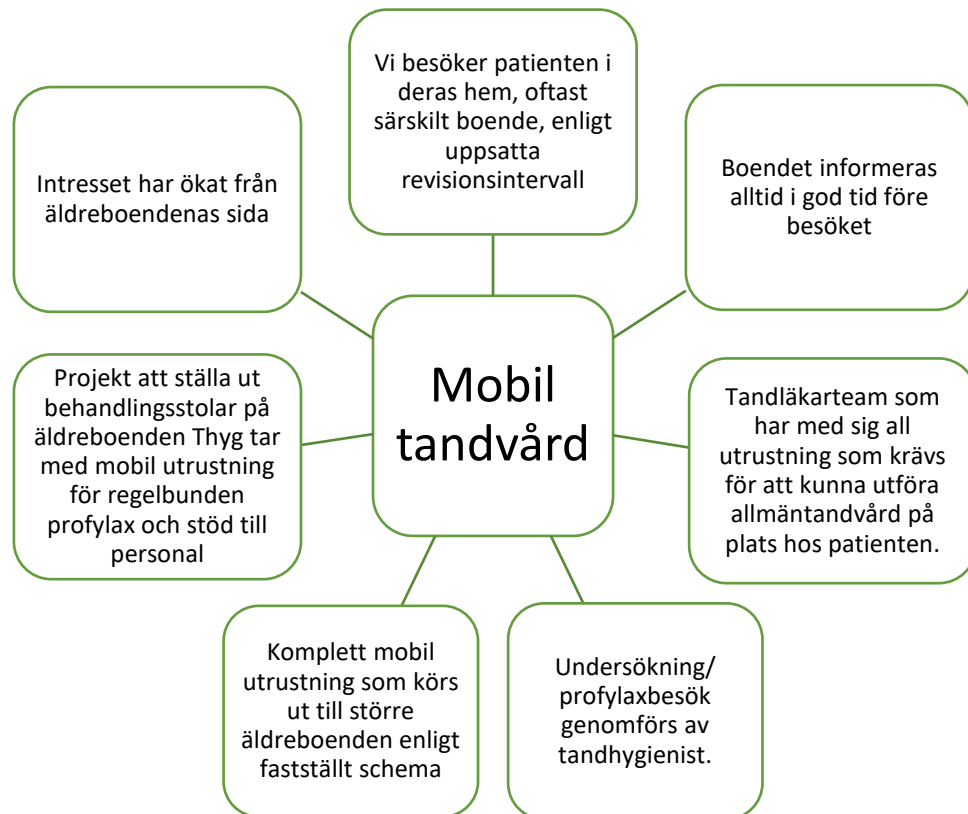 Vi besöker patienten i
deras hem, oftast
särskilt boende, enligt
uppsatta
revisionsintervall
Boendet informeras
alltid i god tid före
besöket
Tandläkarteam som
har med sig all
utrustning som krävs
för att kunna utföra
allmäntandvård på
plats hos patienten.
Undersökning/
profylaxbesök
genomförs av
tandhygienist.
Komplett mobil
utrustning som körs
ut till större
äldreboenden enligt
fastställt schema
Projekt att ställa ut
behandlingsstolar på
äldreboenden Thyg tar
med mobil utrustning
för regelbunden
profylax och stöd till
personal
Intresset har ökat från
äldreboendenas sida
Mobil
tandvård